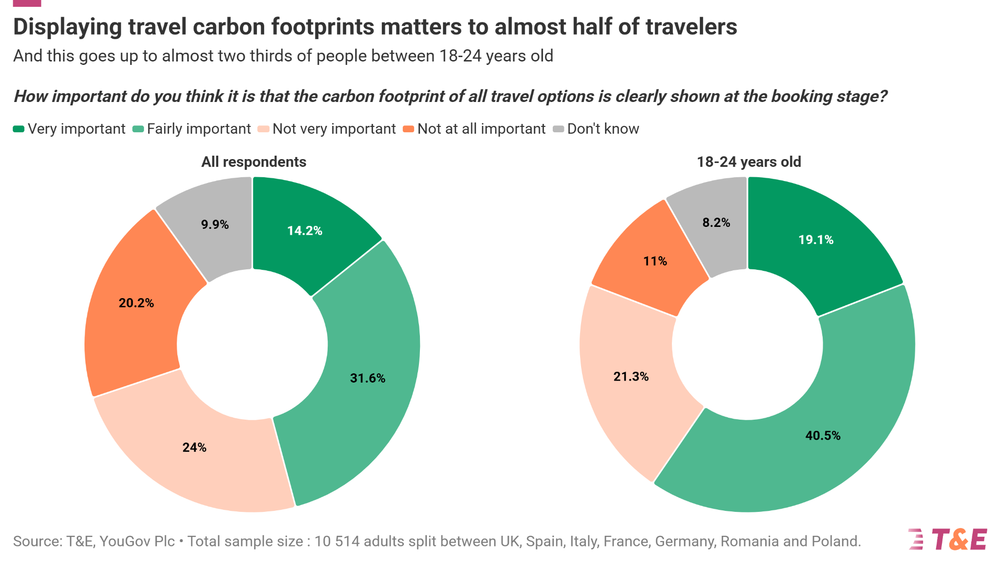 Displaying travel carbon footprints matters to almost half of travelers
And this goes up to almost two thirds of people between 18-24 years old
How important do you think it is that the carbon footprint of all travel options is clearly shown at the booking stage?
Very important Fairly important Not very important Not at all important Don't know
All respondents
18-24 years old
9.9%
14.2%
20.2%
31.6%
24%
8.2%
19.1%
11%
21.3%
40.5%
Source: T&E, YouGov Plc • Total sample size : 10 514 adults split between UK, Spain, Italy, France, Germany, Romania and Poland.
T&E